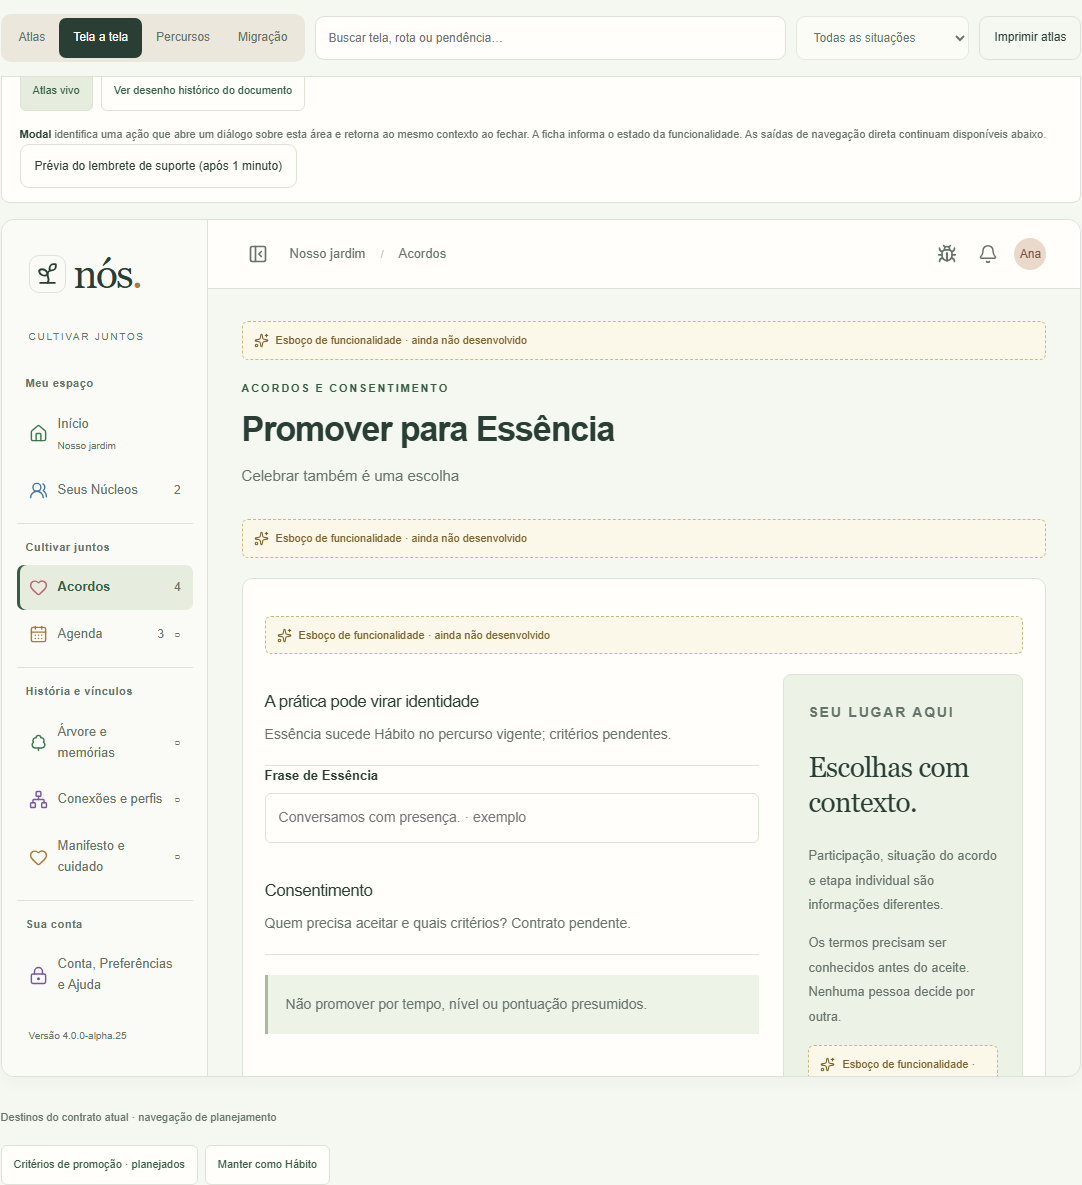 Atlas
Tela a tela
Percursos
Migração
Buscar tela, rota ou pendência...
Todas as situações
Imprimir atlas
Atlas vivo
Ver desenho histórico do documento
Modal identifica uma ação que abre um diálogo sobre esta área e retorna ao mesmo contexto ao fechar. A ficha informa o estado da funcionalidade. As saídas de navegação direta continuam disponíveis abaixo.
Prévia do lembrete de suporte (após 1 minuto)
nós.
CULTIVAR JUNTOS
Meu espaço
Início
Nosso jardim
Seus Núcleos 2
Cultivar juntos
Acordos 4
Agenda 3
História e vínculos
Árvore e
memórias
Conexões e perfis
Manifesto e
cuidado
Sua conta
Conta, Preferências
e Ajuda
Versão 4.0.0-alpha.25
Nosso jardim / Acordos
Ana
Esboço de funcionalidade · ainda não desenvolvido
ACORDOS E CONSENTIMENTO
Promover para Essência
Celebrar também é uma escolha
Esboço de funcionalidade · ainda não desenvolvido
Esboço de funcionalidade · ainda não desenvolvido
A prática pode virar identidade
Essência sucede Hábito no percurso vigente; critérios pendentes.
Frase de Essência
Conversamos com presença. · exemplo
Consentimento
Quem precisa aceitar e quais critérios? Contrato pendente.
Não promover por tempo, nível ou pontuação presumidos.
SEU LUGAR AQUI
Escolhas com
contexto.
Participação, situação do acordo
e etapa individual são
informações diferentes.
Os termos precisam ser
conhecidos antes do aceite.
Nenhuma pessoa decide por
outra.
Esboço de funcionalidade ·
Destinos do contrato atual · navegação de planejamento
Critérios de promoção · planejados
Manter como Hábito